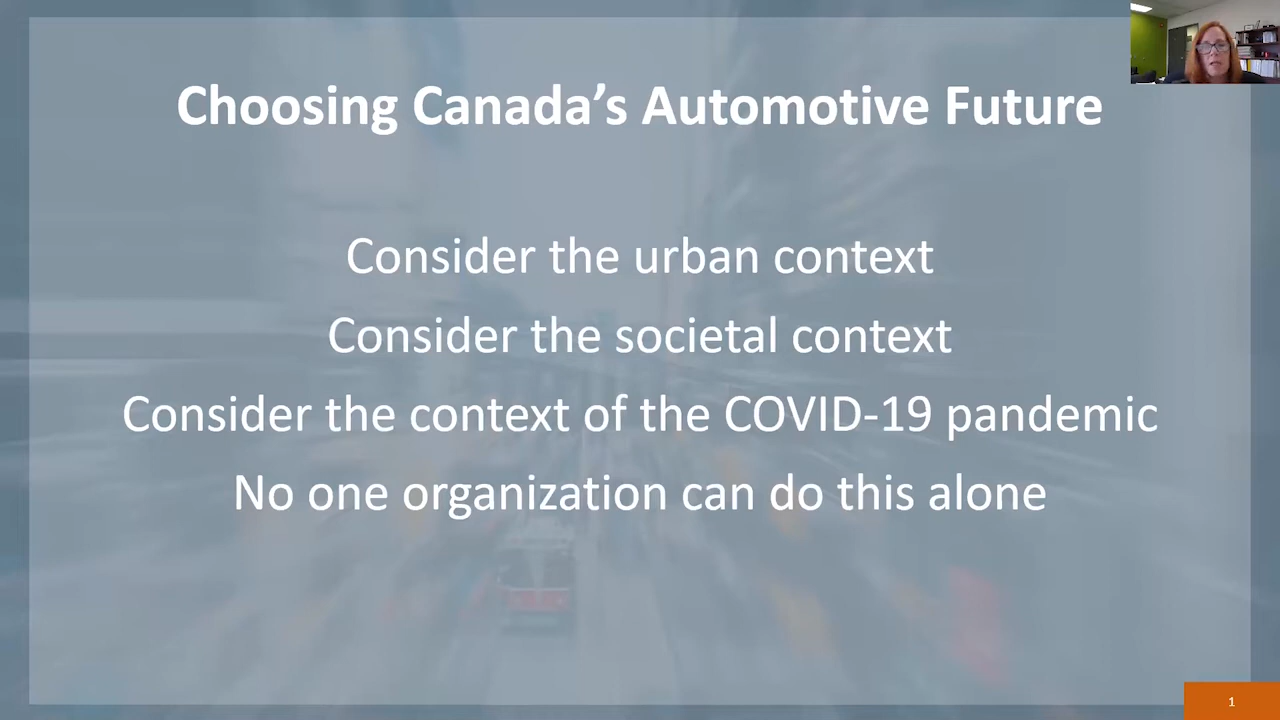 Choosing Canada’s Automotive Future
Consider the urban context
Consider the societal context
Consider the context of the COVID-19 pandemic
No one organization can do this alone
1